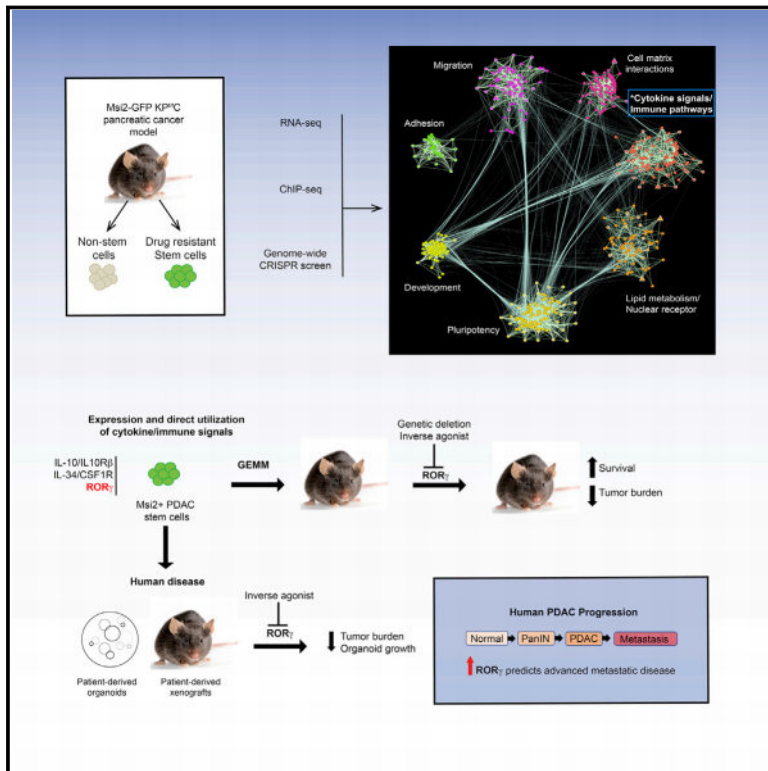 Msi2-GFP KPf/fC
pancreatic cancer
model
Non-stem
cells
Drug resistant
Stem cells
RNA-seq
ChIP-seq
Genome-wide
CRISPR screen
Migration
Cell matrix
interactions
*Cytokine signals/
Immune pathways
Adhesion
Development
Pluripotency
Lipid metabolism/
Nuclear receptor
Expression and direct utilization
of cytokine/immune signals
IL-10/IL10Rβ
IL-34/CSF1R
RORγ
Msi2+ PDAC
stem cells
GEMM
Genetic deletion
Inverse agonist
RORγ
Survival
Tumor burden
Human disease
Patient-derived
organoids
Patient-derived
xenografts
Inverse agonist
RORγ
Tumor burden
Organoid growth
Human PDAC Progression
Normal PanIN PDAC Metastasis
RORγ predicts advanced metastatic disease